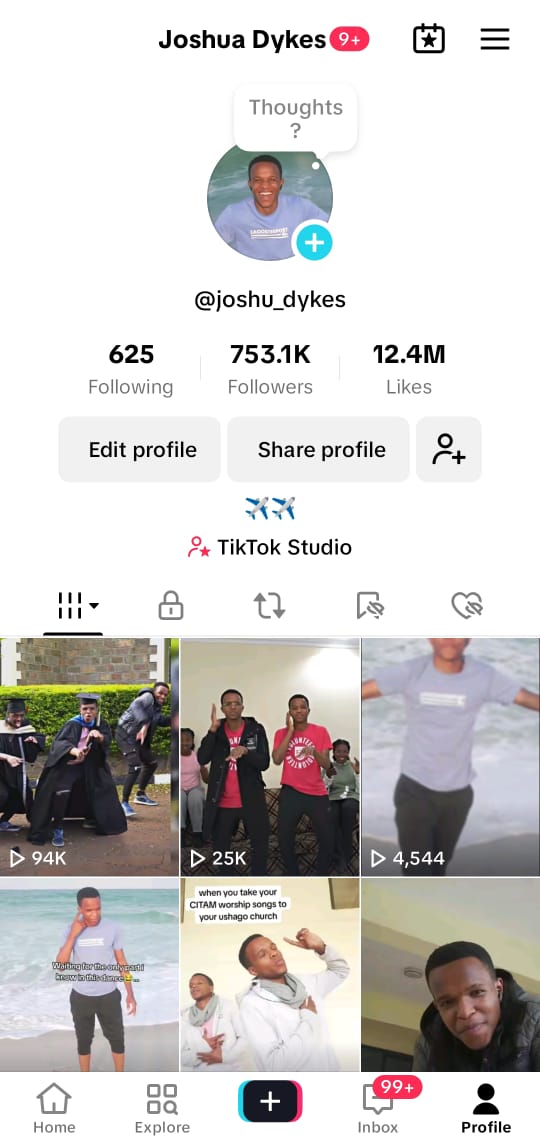 Joshua Dykes 9+
Thoughts
?
@joshu_dykes
625
Following
753.1K
Followers
12.4M
Likes
Edit profile
Share profile
✈️✈️
TikTok Studio
94K
25K
4,544
Waiting for the only part i
know in this dance😂...
when you take your
CITAM worship songs to
your ushago church
Home
Explore
99+
Inbox
Profile